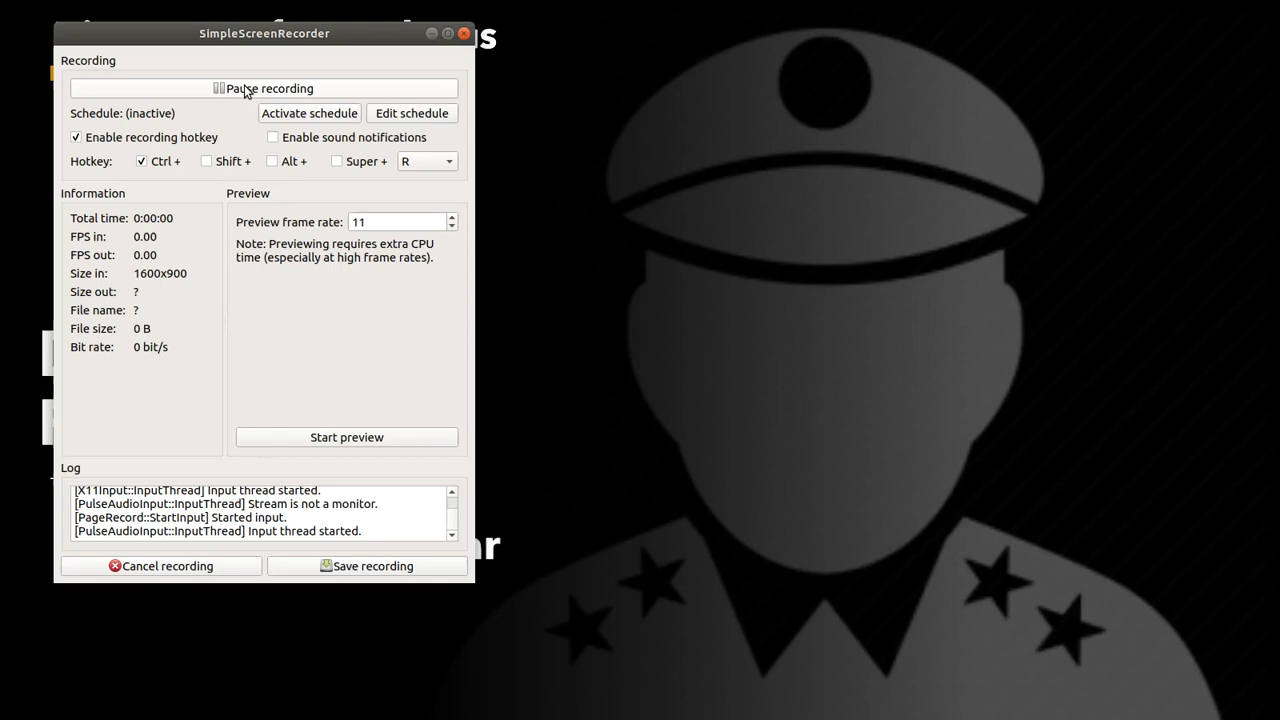 SimpleScreenRecorder
Recording
Pause recording
Schedule: (inactive) Activate schedule Edit schedule
Enable recording hotkey Enable sound notifications
Hotkey: Ctrl + Shift + Alt + Super + R
Information
Total time: 0:00:00
FPS in: 0.00
FPS out: 0.00
Size in: 1600x900
Size out: ?
File name: ?
File size: 0 B
Bit rate: 0 bit/s
Preview
Preview frame rate: 11
Note: Previewing requires extra CPU
time (especially at high frame rates).
Start preview
Log
[X11Input::InputThread] Input thread started.
[PulseAudioInput::InputThread] Stream is not a monitor.
[PageRecord::StartInput] Started input.
[PulseAudioInput::InputThread] Input thread started.
Cancel recording Save recording